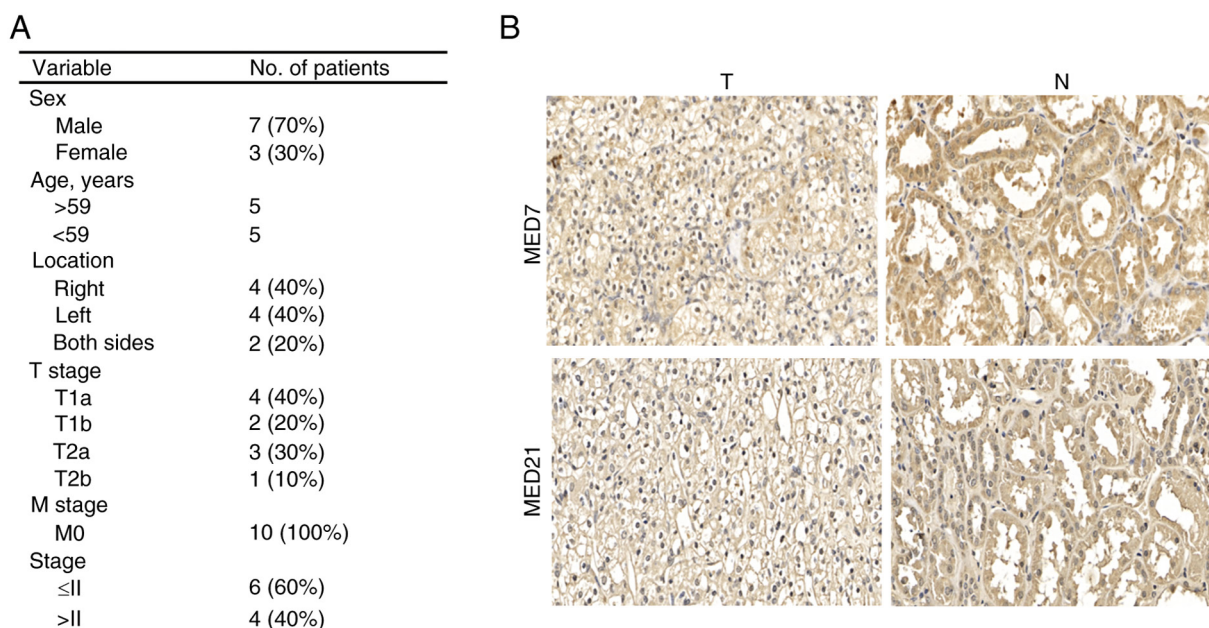 A
Variable No. of patients
Sex
Male 7 (70%)
Female 3 (30%)
Age, years
>59 5
<59 5
Location
Right 4 (40%)
Left 4 (40%)
Both sides 2 (20%)
T stage
T1a 4 (40%)
T1b 2 (20%)
T2a 3 (30%)
T2b 1 (10%)
M stage
M0 10 (100%)
Stage
≤II 6 (60%)
>II 4 (40%)
B
T N
MED7
MED21